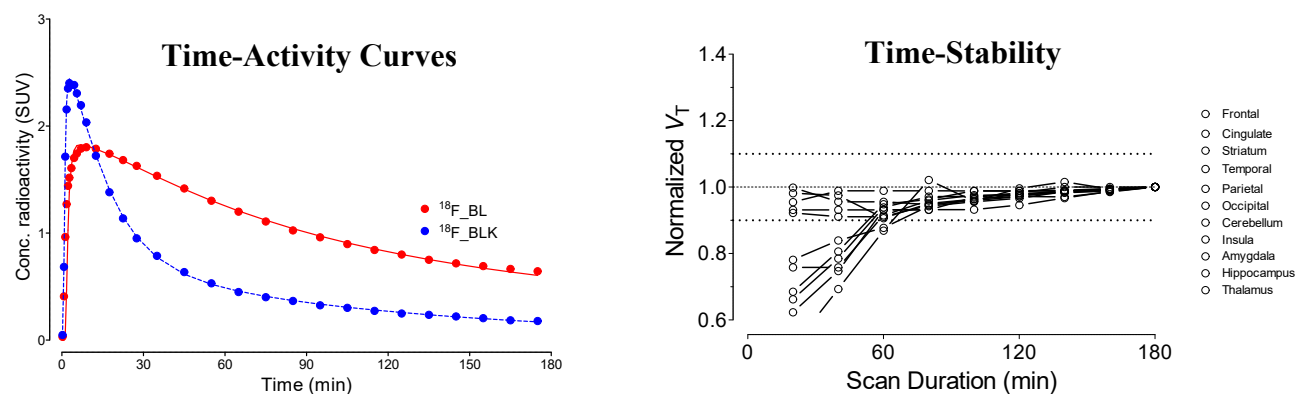 Time-Activity Curves
Conc. radioactivity (SUV)
3
2
1
0
0
30
60
90
120
150
180
Time (min)
¹⁸F_BL
¹⁸F_BLK
Time-Stability
Normalized V_T
1.4
1.2
1.0
0.8
0.6
0
60
120
180
Scan Duration (min)
Frontal
Cingulate
Striatum
Temporal
Parietal
Occipital
Cerebellum
Insula
Amygdala
Hippocampus
Thalamus